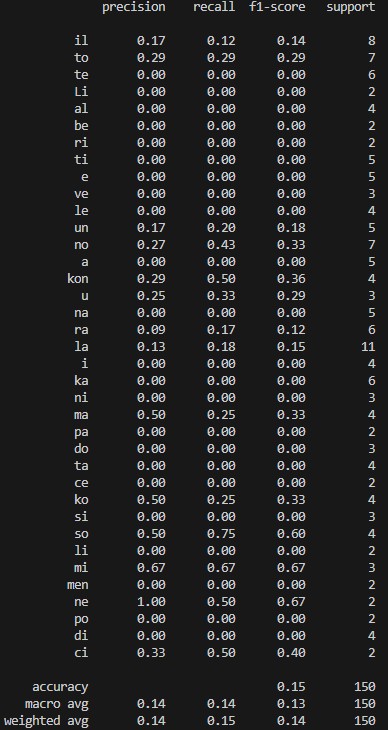 precision recall f1-score support
il 0.17 0.12 0.14 8
to 0.29 0.29 0.29 7
te 0.00 0.00 0.00 6
Li 0.00 0.00 0.00 2
al 0.00 0.00 0.00 4
be 0.00 0.00 0.00 2
ri 0.00 0.00 0.00 2
ti 0.00 0.00 0.00 5
e 0.00 0.00 0.00 5
ve 0.00 0.00 0.00 3
le 0.00 0.00 0.00 4
un 0.17 0.20 0.18 5
no 0.27 0.43 0.33 7
a 0.00 0.00 0.00 5
kon 0.29 0.50 0.36 4
u 0.25 0.33 0.29 3
na 0.00 0.00 0.00 5
ra 0.09 0.17 0.12 6
la 0.13 0.18 0.15 11
i 0.00 0.00 0.00 4
ka 0.00 0.00 0.00 6
ni 0.00 0.00 0.00 3
ma 0.50 0.25 0.33 4
pa 0.00 0.00 0.00 2
do 0.00 0.00 0.00 3
ta 0.00 0.00 0.00 4
ce 0.00 0.00 0.00 2
ko 0.50 0.25 0.33 4
si 0.00 0.00 0.00 3
so 0.50 0.75 0.60 4
li 0.00 0.00 0.00 2
mi 0.67 0.67 0.67 3
men 0.00 0.00 0.00 2
ne 1.00 0.50 0.67 2
po 0.00 0.00 0.00 2
di 0.00 0.00 0.00 4
ci 0.33 0.50 0.40 2
accuracy 0.15 150
macro avg 0.14 0.14 0.13 150
weighted avg 0.14 0.15 0.14 150